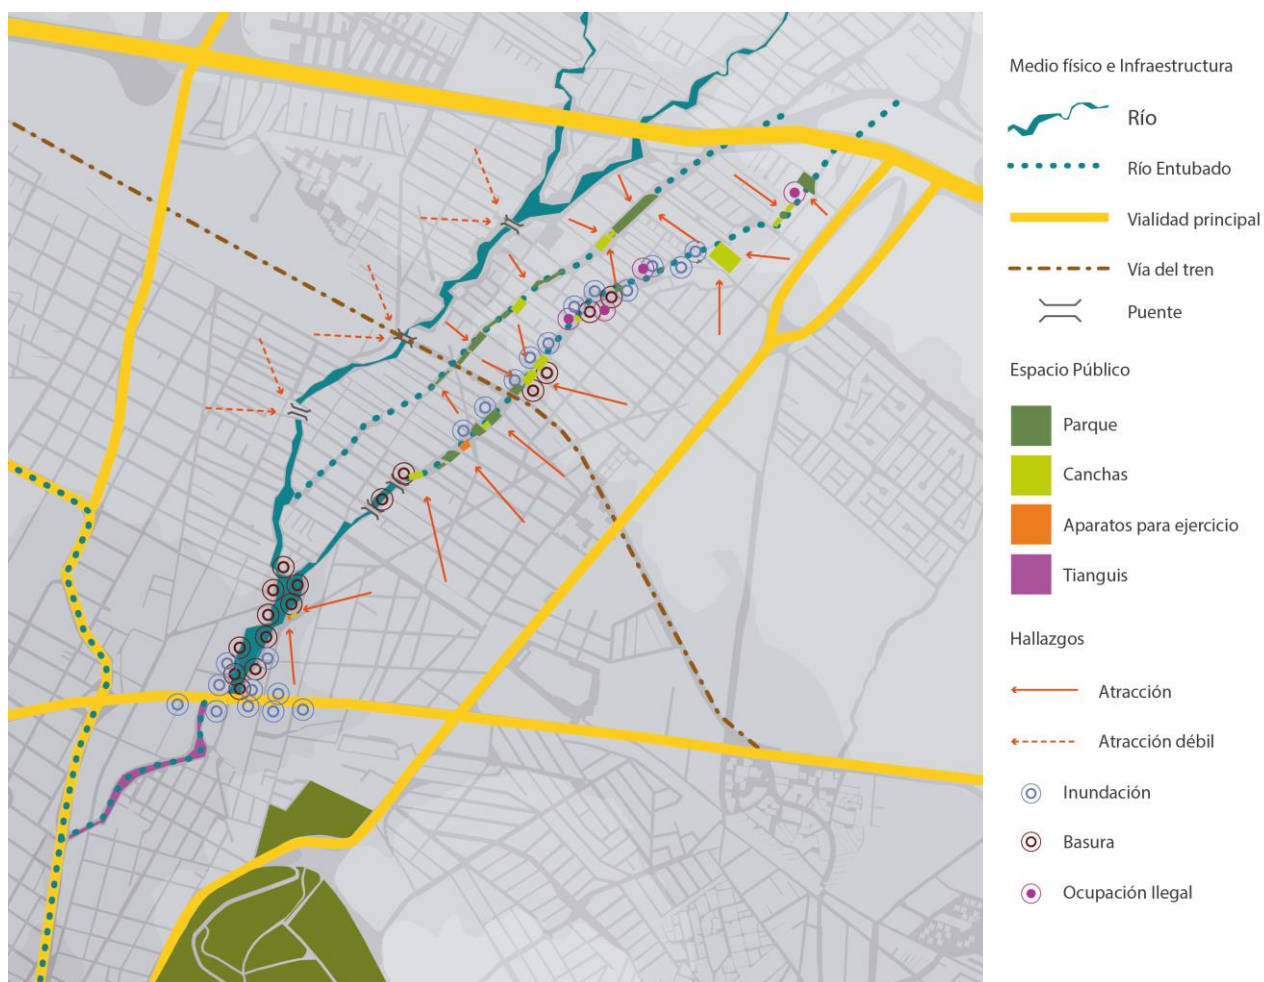 Medio físico e Infraestructura
Río
Río Entubado
Vialidad principal
Vía del tren
Puente
Espacio Público
Parque
Canchas
Aparatos para ejercicio
Tianguis
Hallazgos
Atracción
Atracción débil
Inundación
Basura
Ocupación Ilegal